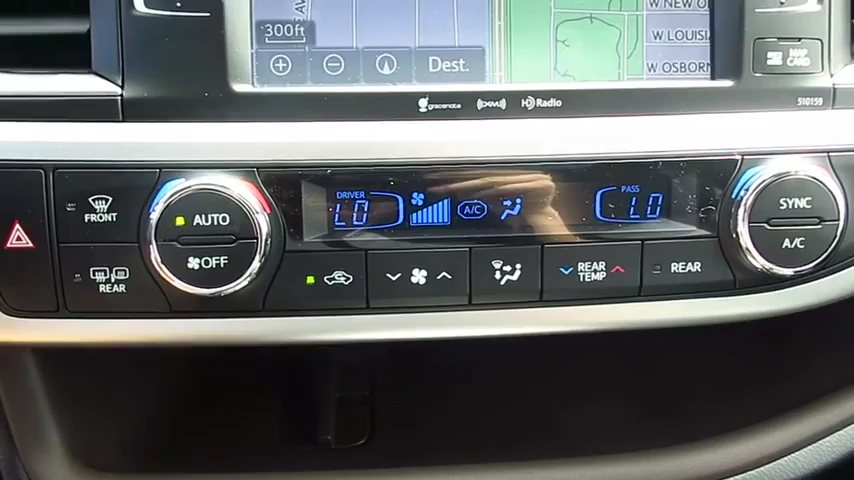 AV
300ft
W NEW O
W LOUISIA
W OSBORN
Dest.
MAP
CARD
gracenote
HD Radio
510159
FRONT
REAR
AUTO
OFF
DRIVER
LO
A/C
PASS
LO
REAR
TEMP
REAR
SYNC
A/C